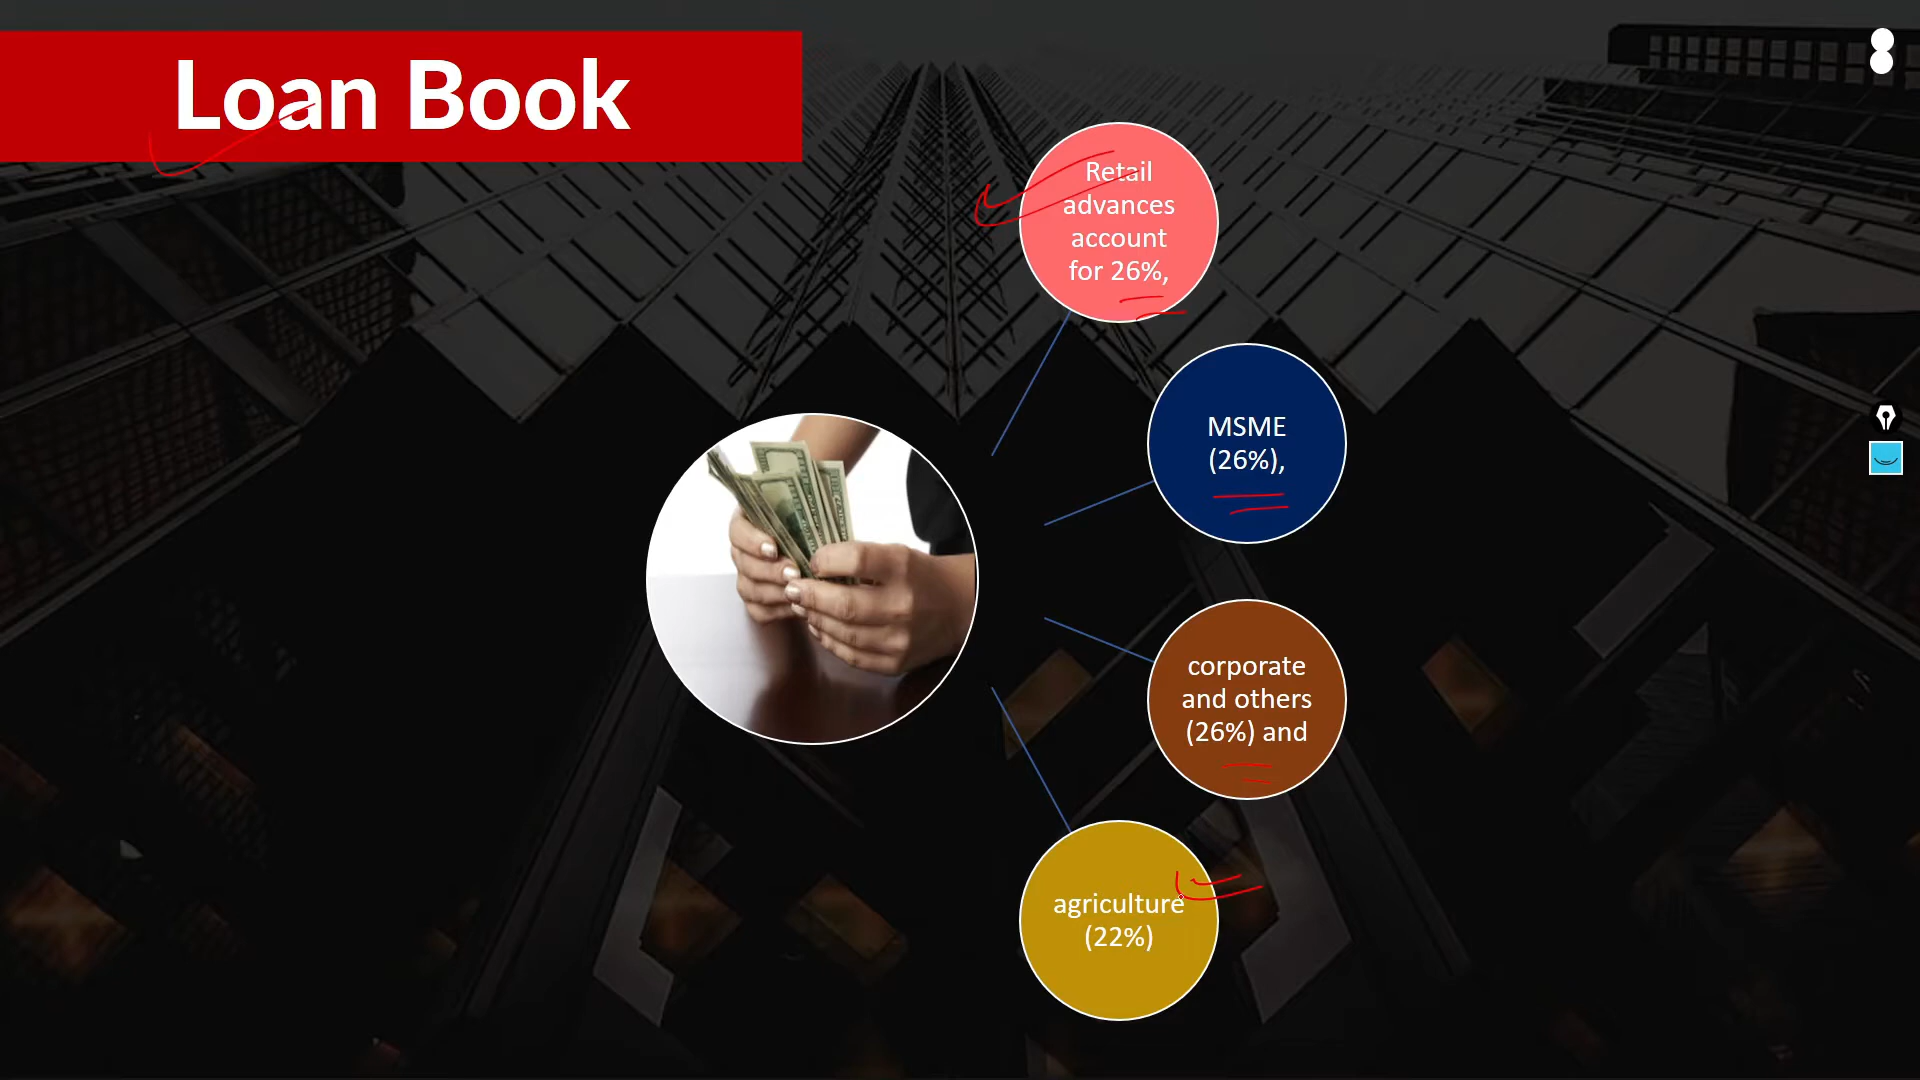 Loan Book
Retail
advances
account
for 26%,
MSME
(26%),
corporate
and others
(26%) and
agriculture
(22%)